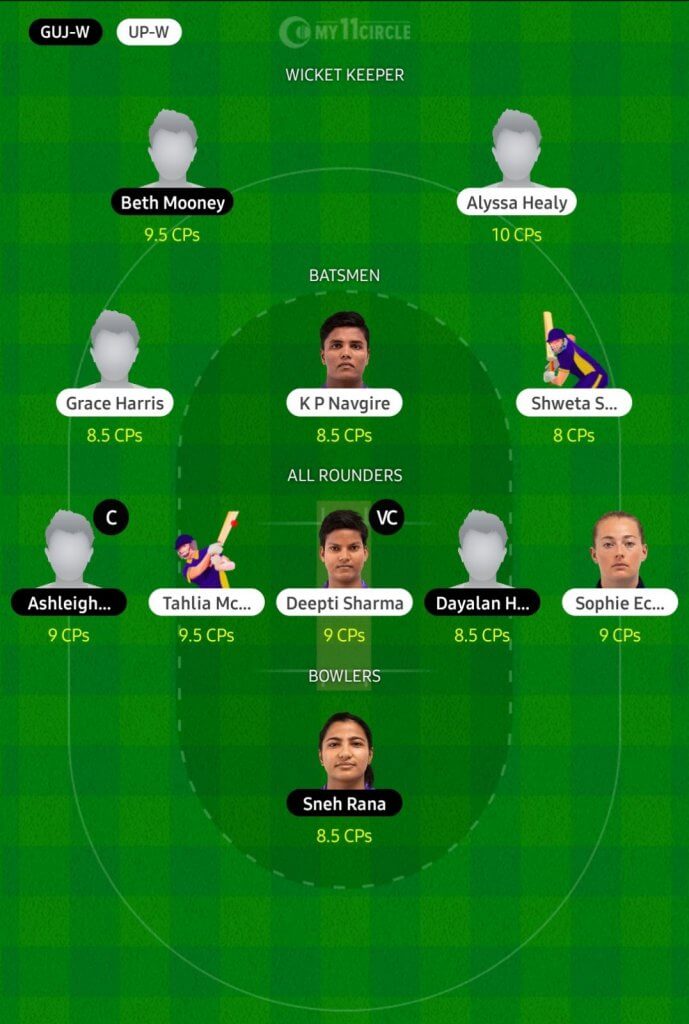 GUJ-W UP-W MY11CIRCLE
WICKET KEEPER
Beth Mooney Alyssa Healy
9.5 CPs 10 CPs
BATSMEN
Grace Harris K P Navgire Shweta S...
8.5 CPs 8.5 CPs 8 CPs
ALL ROUNDERS
C VC
Ashleigh... Tahlia Mc... Deepti Sharma Dayalan H... Sophie Ec...
9 CPs 9.5 CPs 9 CPs 8.5 CPs 9 CPs
BOWLERS
Sneh Rana
8.5 CPs